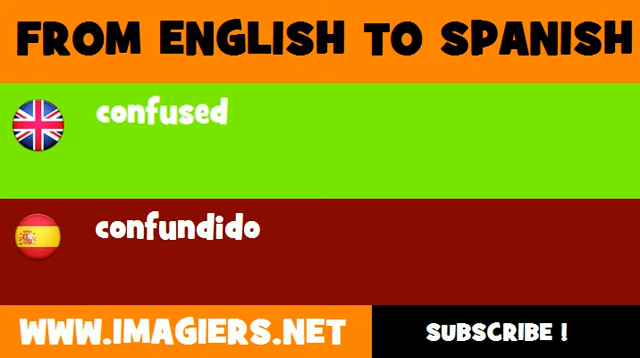 FROM ENGLISH TO SPANISH
confused
confundido
WWW.IMAGIERS.NET
SUBSCRIBE !